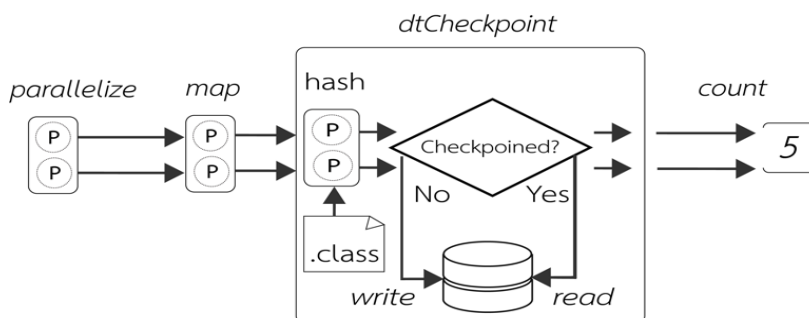 dtCheckpoint
parallelize
map
hash
count
P
P
P
P
P
P
Checkpoined?
5
No
Yes
.class
write
read